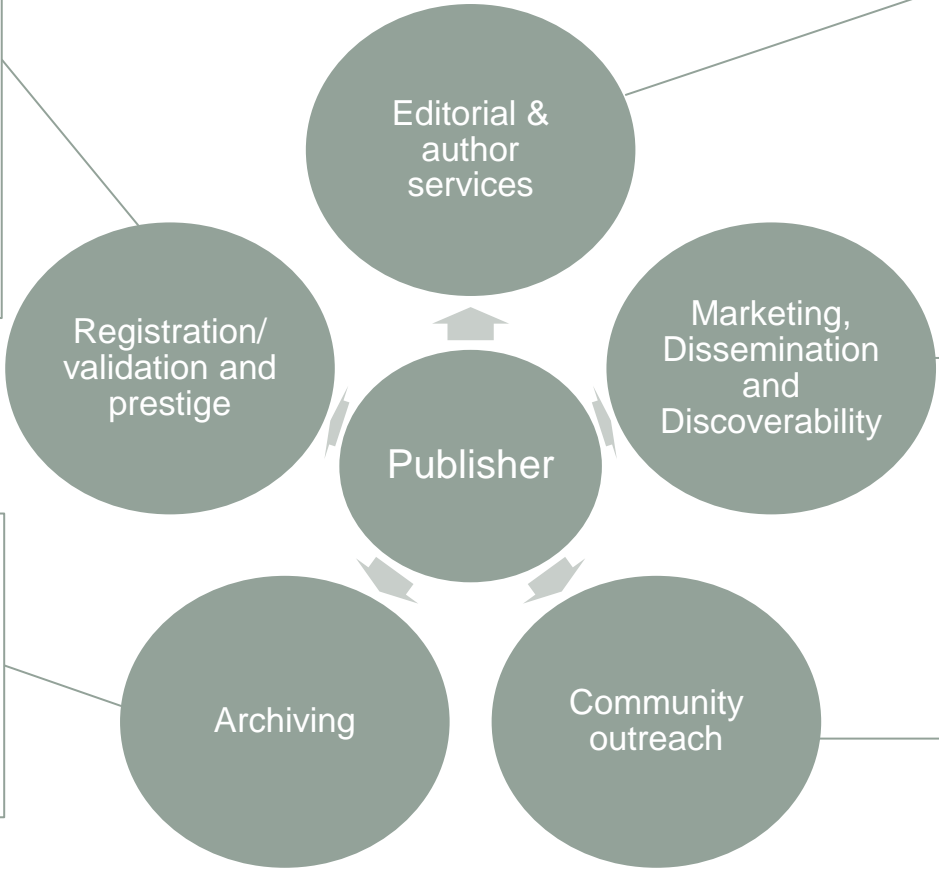 Editorial &
author
services
Registration/
validation and
prestige
Marketing,
Dissemination
and
Discoverability
Publisher
Archiving
Community
outreach